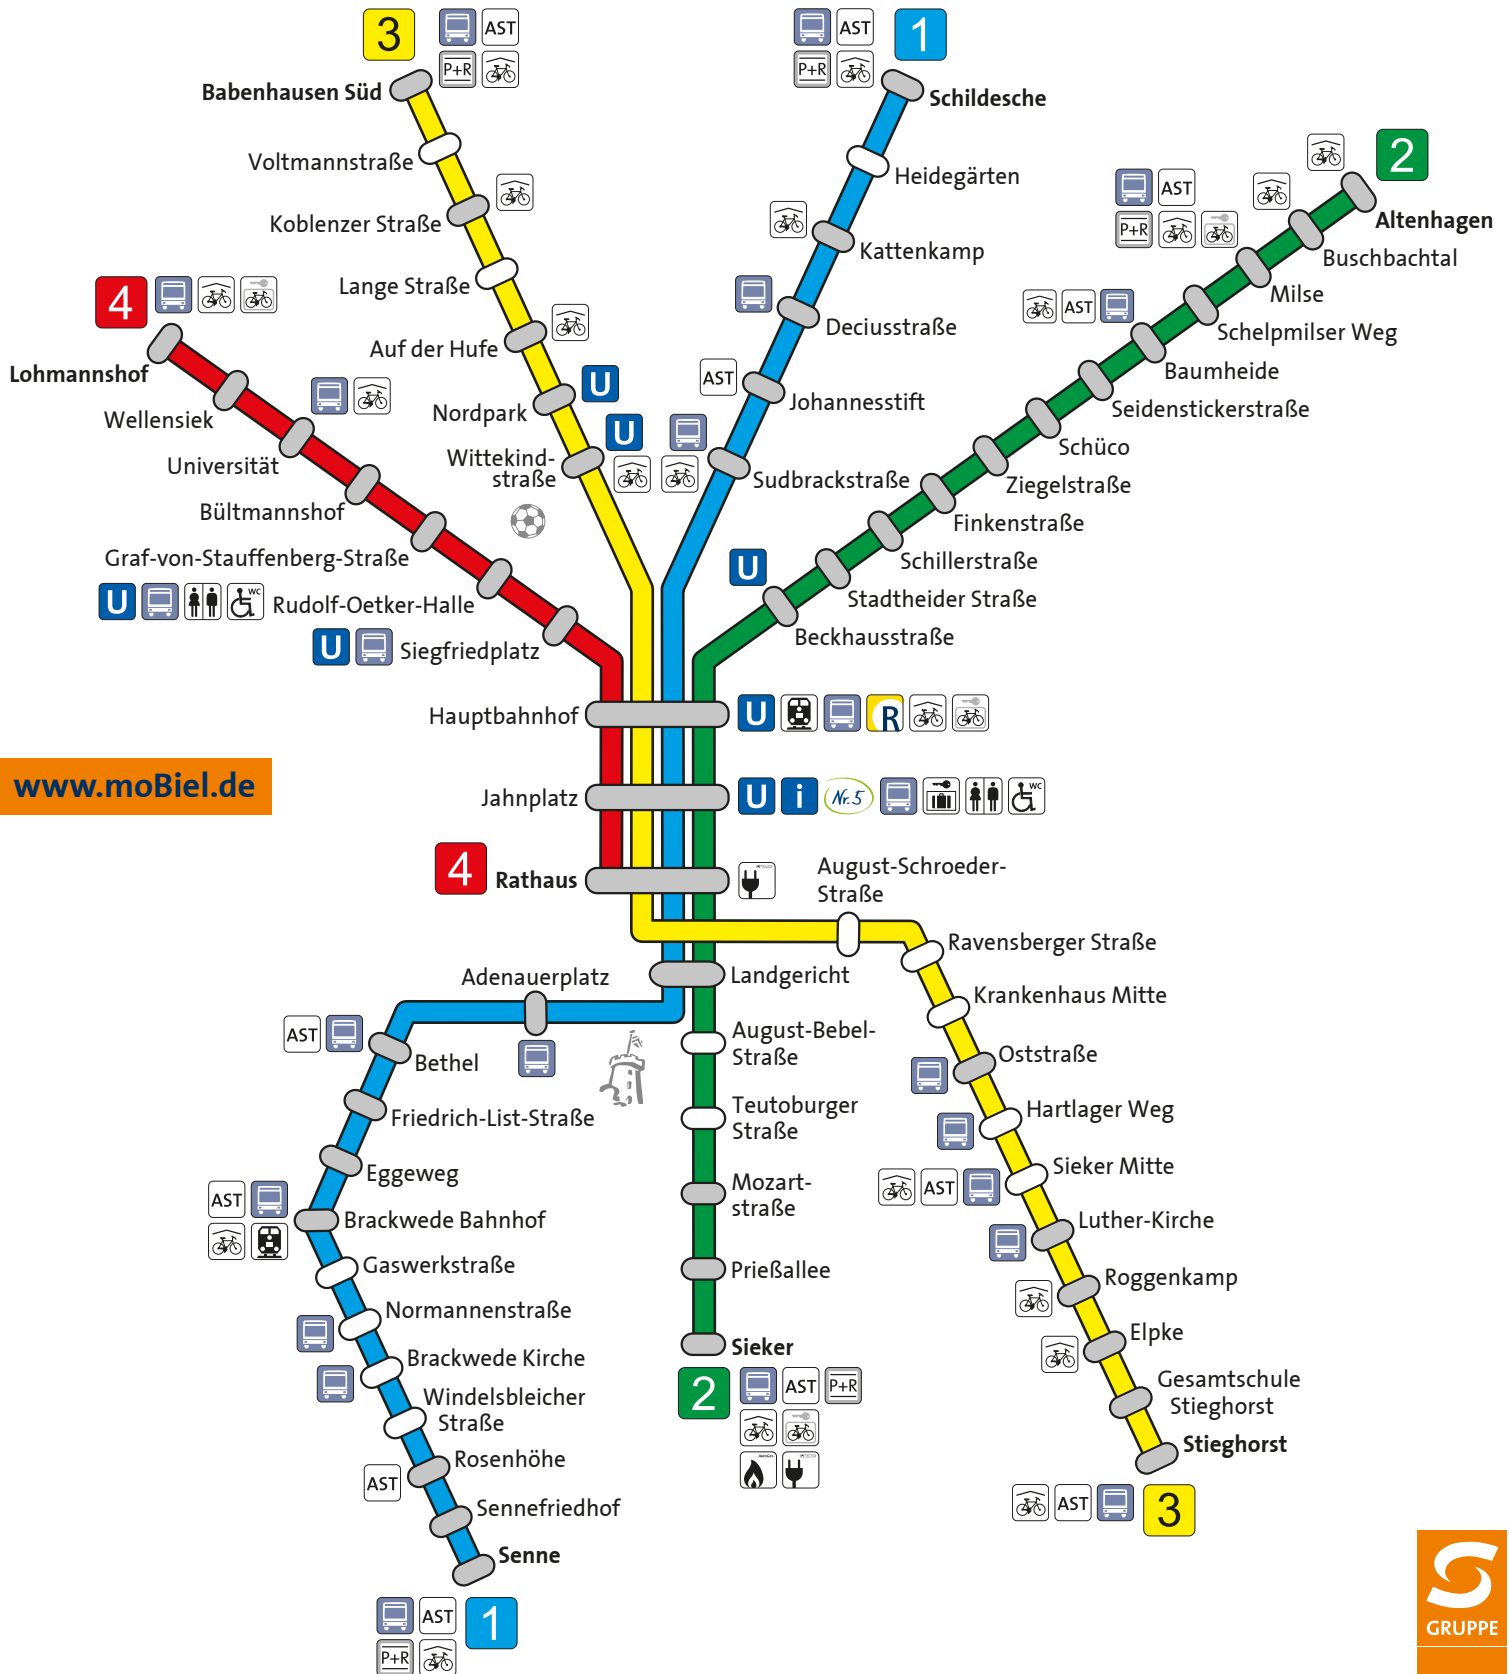 3
AST
P+R
Babenhausen Süd
Voltmannstraße
Koblenzer Straße
Lange Straße
Auf der Hufe
Nordpark
U
Wittekind-
straße
U
AST
1
P+R
Schildesche
Heidegärten
Kattenkamp
Deciusstraße
AST
Johannesstift
Sudbrackstraße
2
AST
P+R
Altenhagen
Buschbachtal
Milse
Schelpmilser Weg
AST
Baumheide
Seidenstickerstraße
Schüco
Ziegelstraße
Finkenstraße
Schillerstraße
Stadtheider Straße
U
Beckhausstraße
4
Lohmannshof
Wellensiek
Universität
Bültmannshof
Graf-von-Stauffenberg-Straße
U
WC
Rudolf-Oetker-Halle
U
Siegfriedplatz
Hauptbahnhof
U
R
www.moBiel.de
Jahnplatz
U
i
Nr.5
WC
4
Rathaus
August-Schroeder-
Straße
Ravensberger Straße
Krankenhaus Mitte
Oststraße
Hartlager Weg
Sieker Mitte
AST
Luther-Kirche
Roggenkamp
Elpke
Gesamtschule
Stieghorst
Stieghorst
AST
3
Landgericht
August-Bebel-
Straße
Teutoburger
Straße
Mozart-
straße
Prießallee
Sieker
2
AST
P+R
Adenauerplatz
AST
Bethel
Friedrich-List-Straße
Eggeweg
AST
Brackwede Bahnhof
Gaswerkstraße
Normannenstraße
Brackwede Kirche
Windelsbleicher
Straße
Rosenhöhe
AST
Sennefriedhof
Senne
AST
1
P+R
GRUPPE